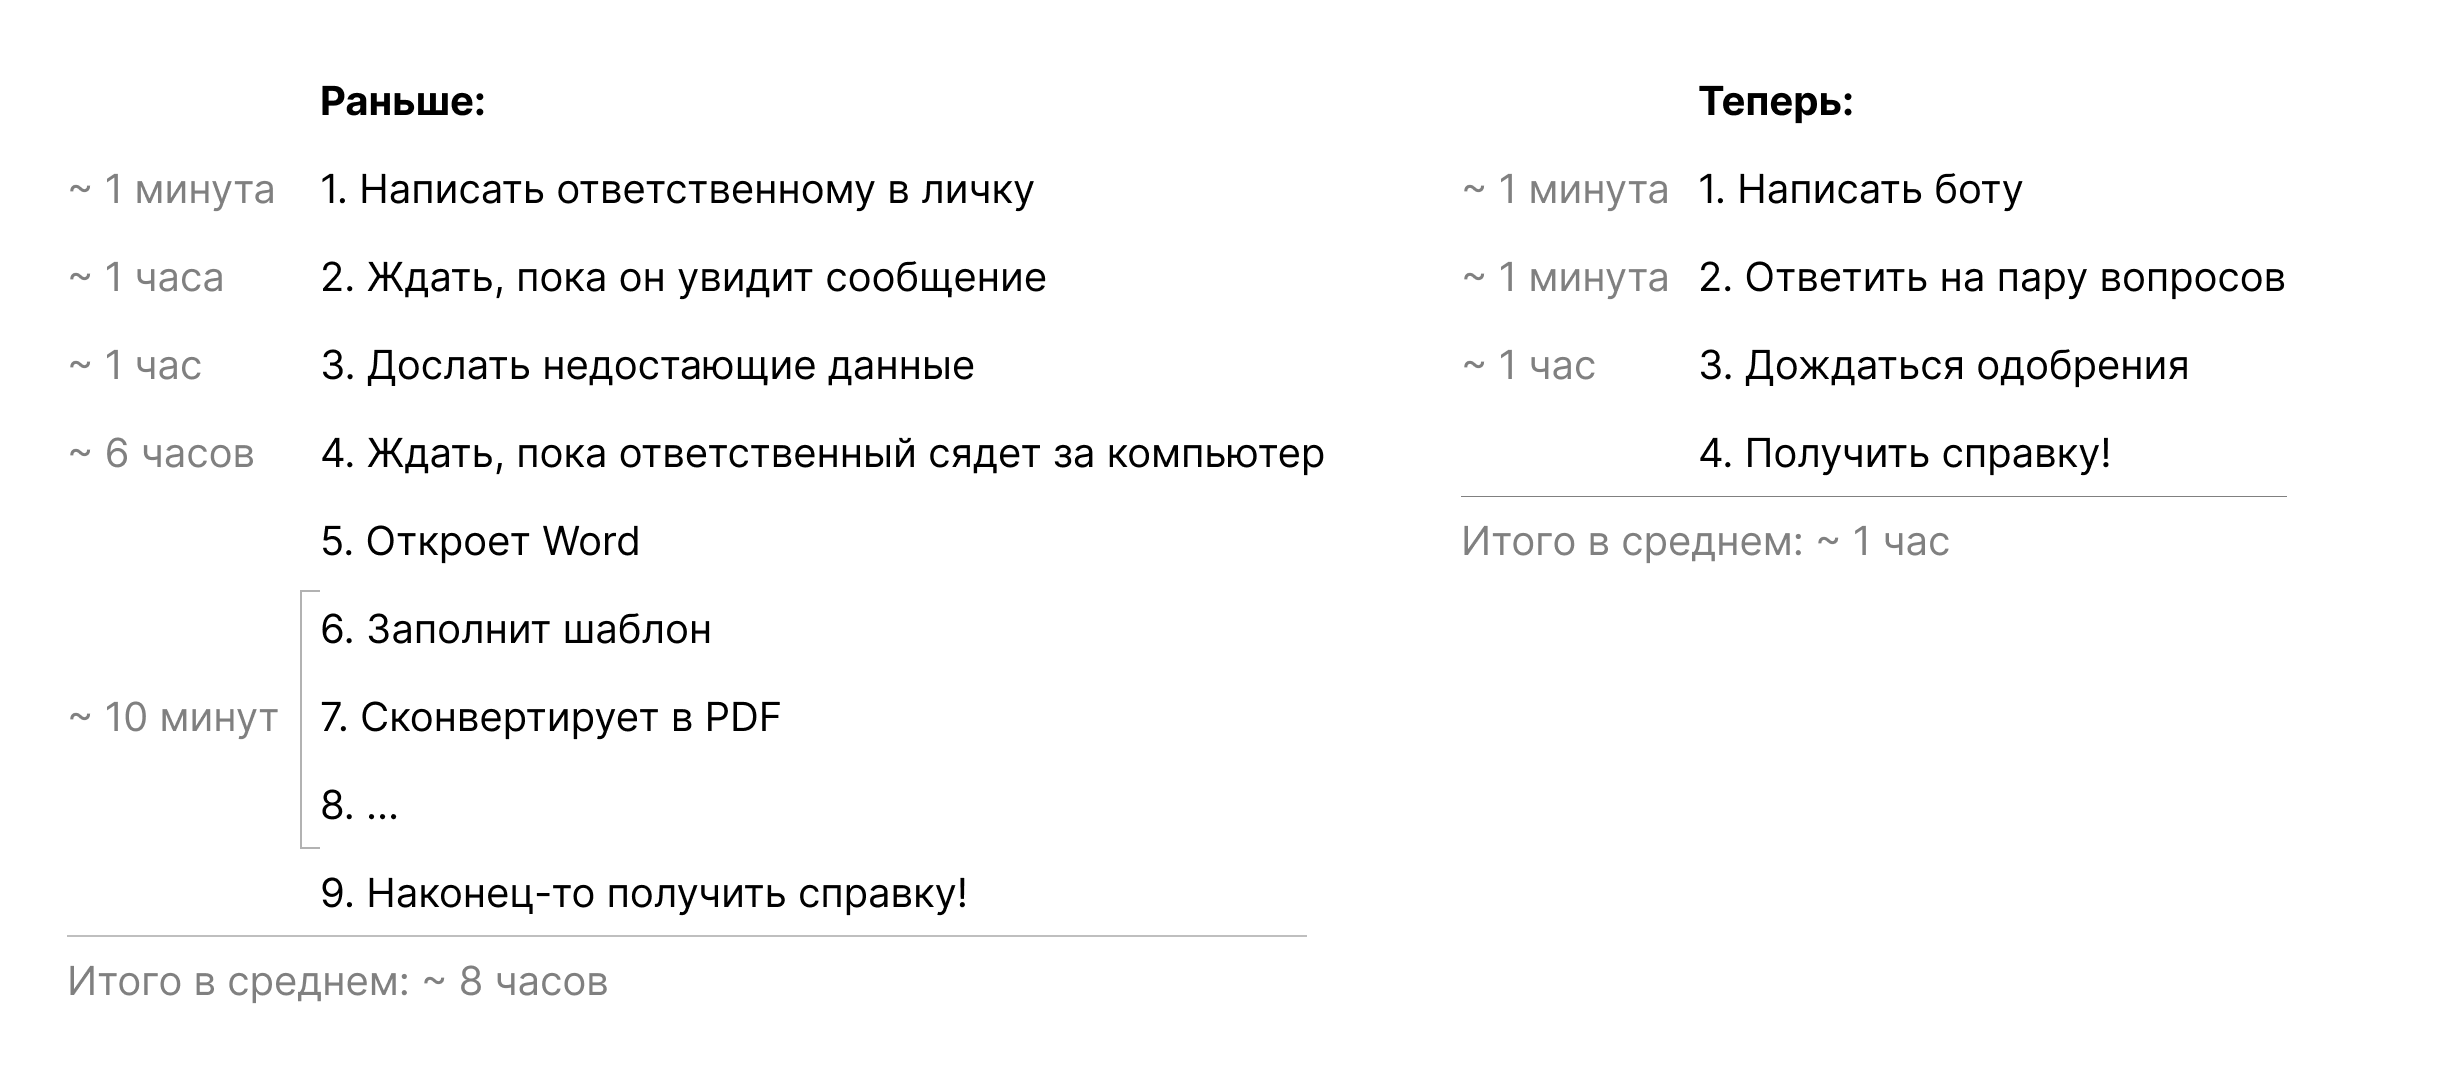 Раньше:
~ 1 минута 1. Написать ответственному в личку
~ 1 часа 2. Ждать, пока он увидит сообщение
~ 1 час 3. Дослать недостающие данные
~ 6 часов 4. Ждать, пока ответственный сядет за компьютер
5. Откроет Word
6. Заполнит шаблон
~ 10 минут 7. Сконвертирует в PDF
8. ...
9. Наконец-то получить справку!
Итого в среднем: ~ 8 часов
Теперь:
~ 1 минута 1. Написать боту
~ 1 минута 2. Ответить на пару вопросов
~ 1 час 3. Дождаться одобрения
4. Получить справку!
Итого в среднем: ~ 1 час